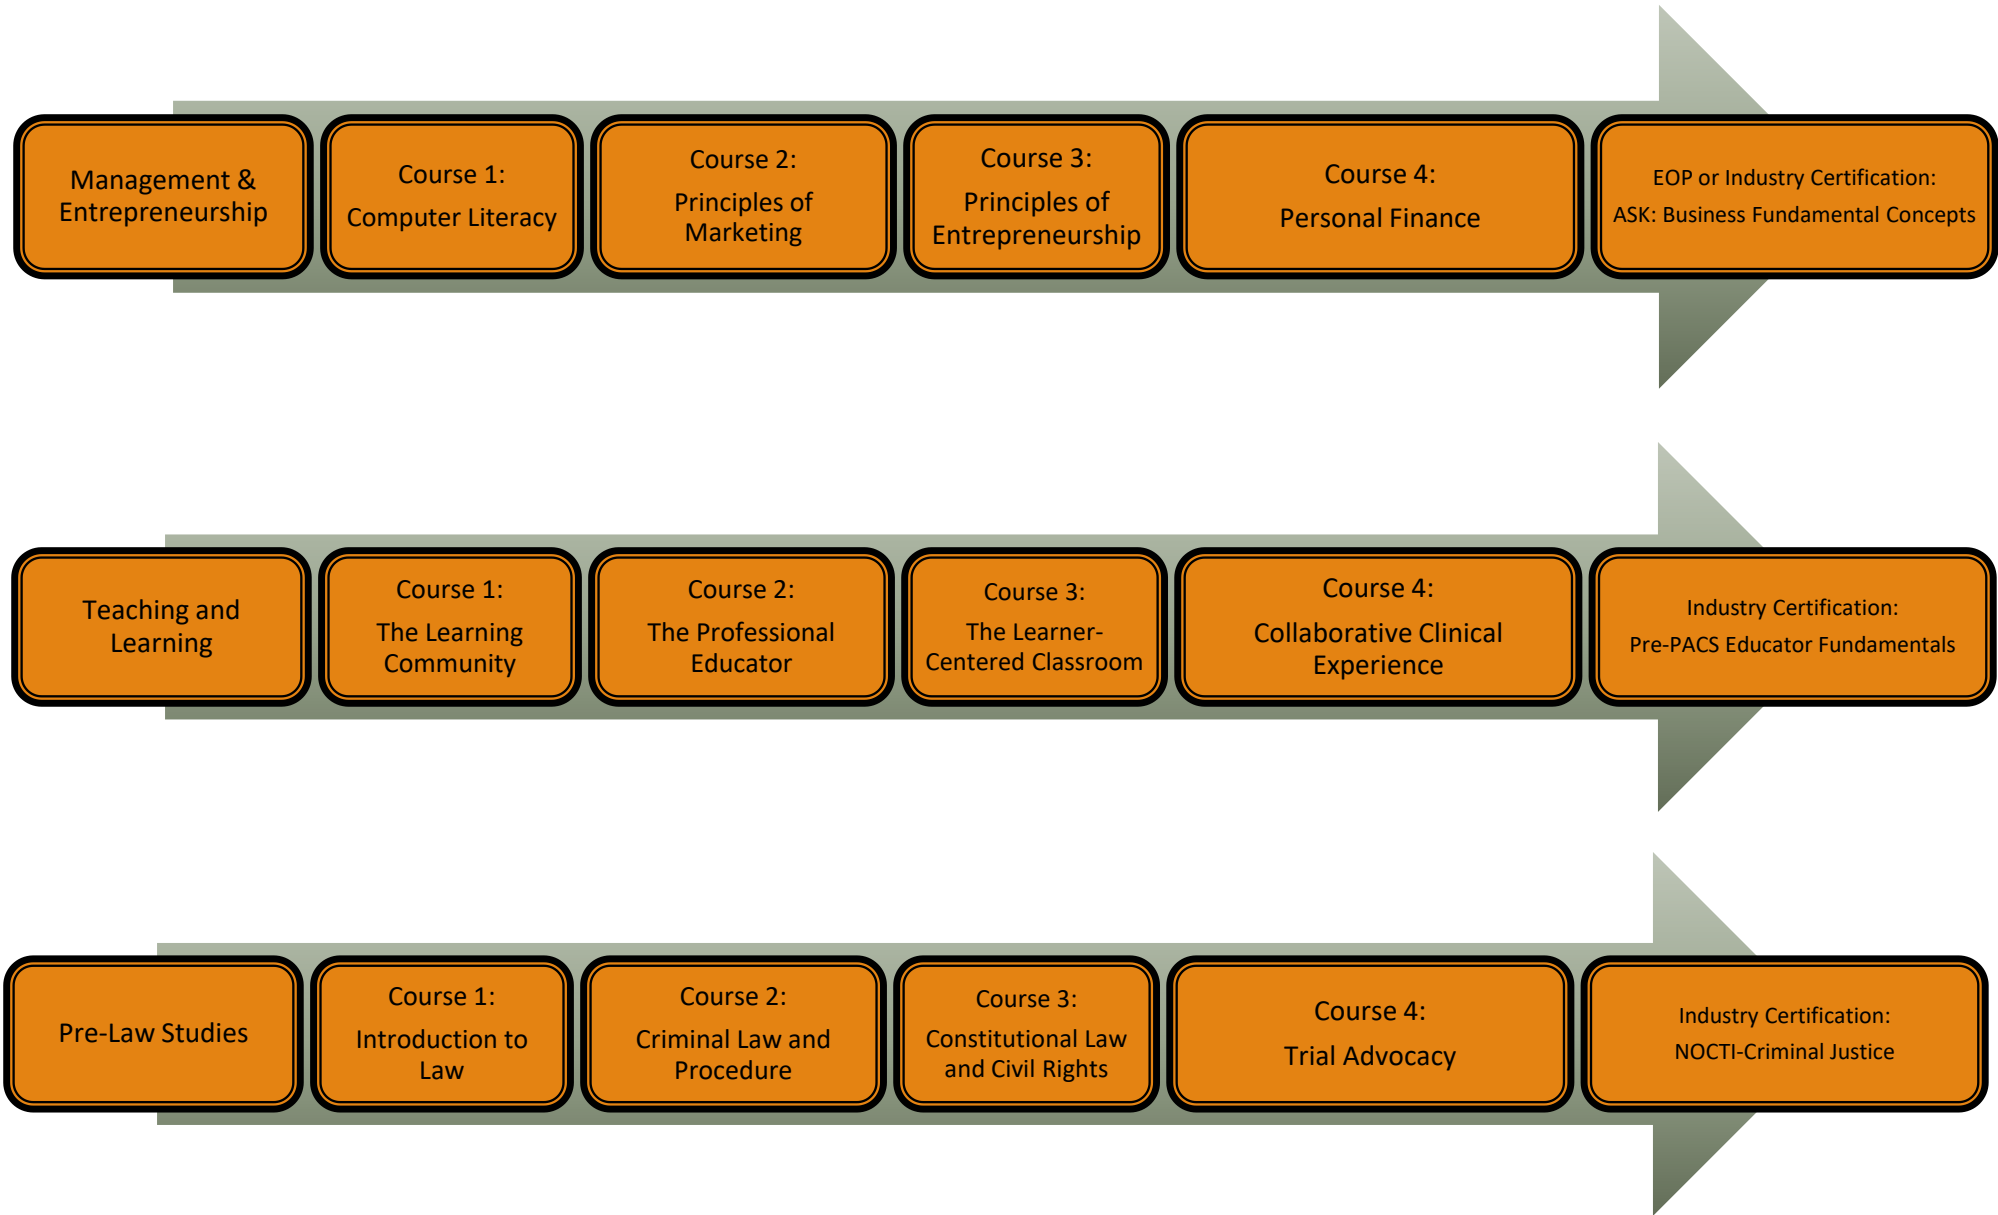 Management &
Entrepreneurship
Course 1:
Computer Literacy
Course 2:
Principles of
Marketing
Course 3:
Principles of
Entrepreneurship
Course 4:
Personal Finance
EOP or Industry Certification:
ASK: Business Fundamental Concepts
Teaching and
Learning
Course 1:
The Learning
Community
Course 2:
The Professional
Educator
Course 3:
The Learner-
Centered Classroom
Course 4:
Collaborative Clinical
Experience
Industry Certification:
Pre-PACS Educator Fundamentals
Pre-Law Studies
Course 1:
Introduction to
Law
Course 2:
Criminal Law and
Procedure
Course 3:
Constitutional Law
and Civil Rights
Course 4:
Trial Advocacy
Industry Certification:
NOCTI-Criminal Justice